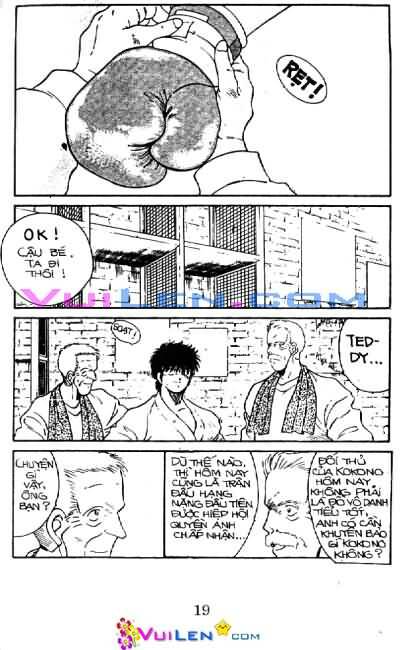 RẸT!
OK!
CẬU BÉ,
TA ĐI
THÔI!
VUILEN.COM
SOẠT!
TED-
DY...
CHUYỆN
GÌ
VẬY,
ÔNG
BẠN?
DÙ THẾ NÀO,
THÌ HÔM NAY
CŨNG LÀ TRẬN
ĐẤU HẠNG
NẶNG ĐẦU TIÊN
ĐƯỢC HIỆP HỘI
QUYỀN ANH
CHẤP NHẬN...
ĐỐI THỦ
CỦA KOKONO
HÔM NAY
KHÔNG PHẢI
LÀ ĐỒ VÔ DANH
TIỂU TỐT,
ANH CÓ CẦN
KHUYÊN BẢO
GÌ KOKONO
KHÔNG?
19
VUILEN.COM